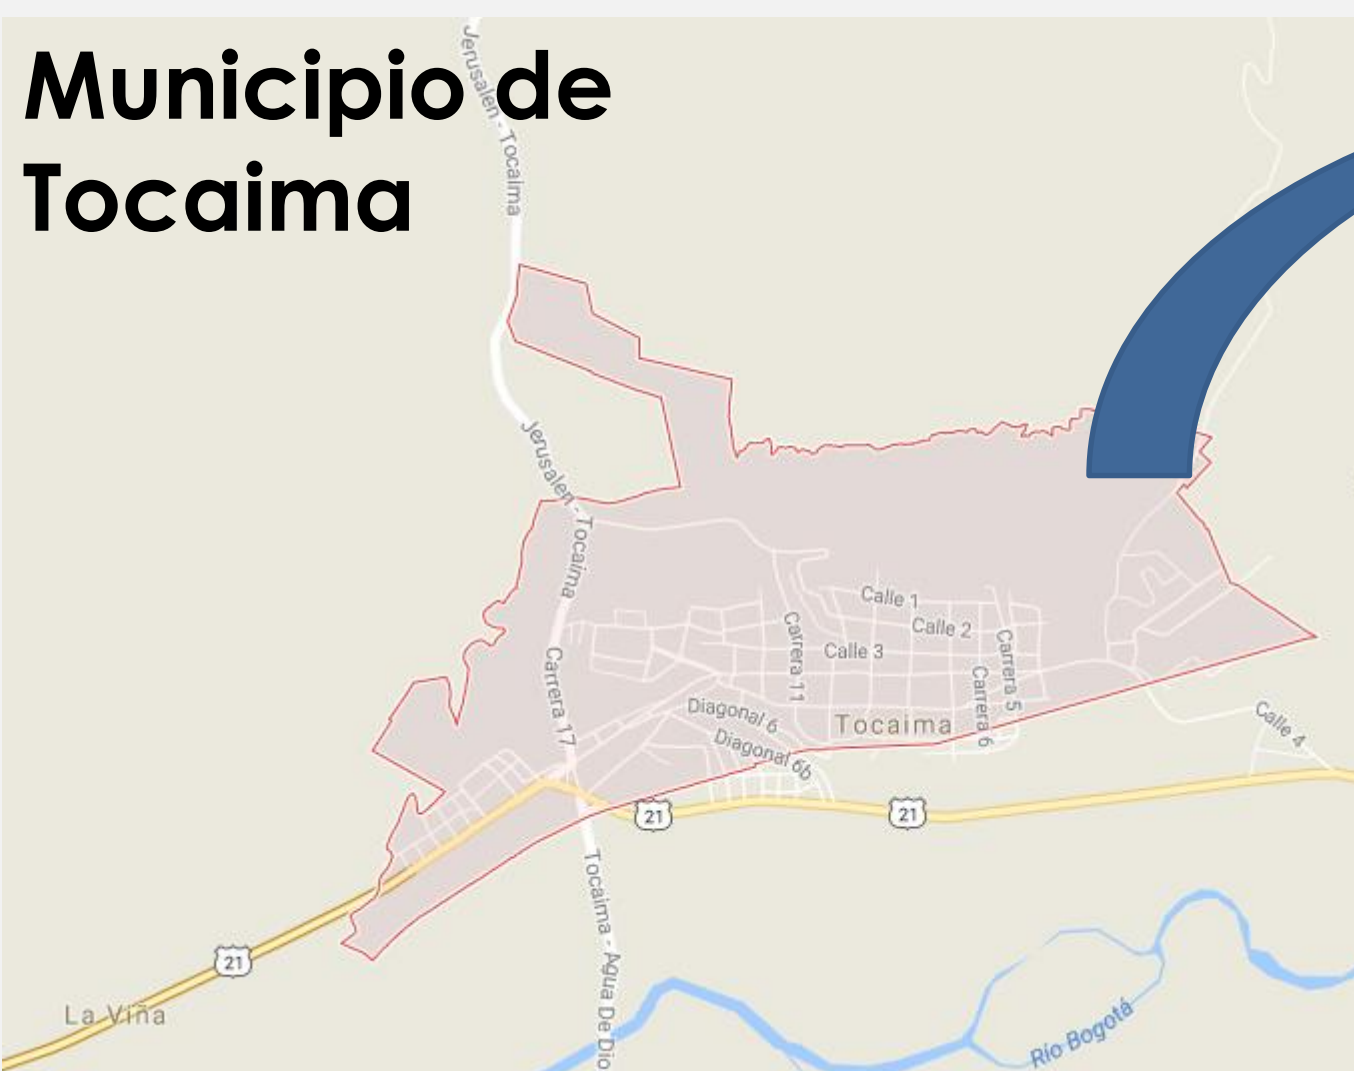 Municipio de
Tocaima
Jerusalen - Tocaima
Jerusalen - Tocaima
Calle 1
Calle 2
Calle 3
Carrera 11
Carrera 5
Carrera 6
Carrera 17
Diagonal 6
Diagonal 6b
Tocaima
Calle 4
21
21
Tocaima - Agua De Dio
21
La Viña
Río Bogotá